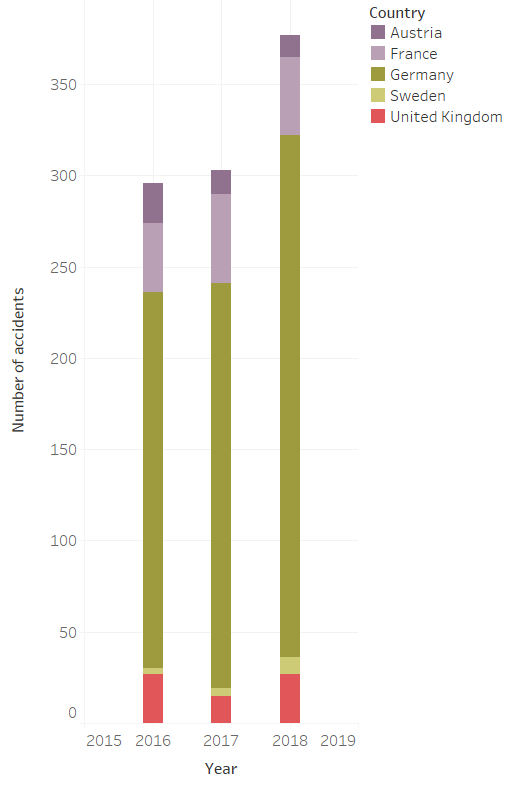 Country
Austria
France
Germany
Sweden
United Kingdom
Number of accidents
350
300
250
200
150
100
50
0
2015 2016 2017 2018 2019
Year